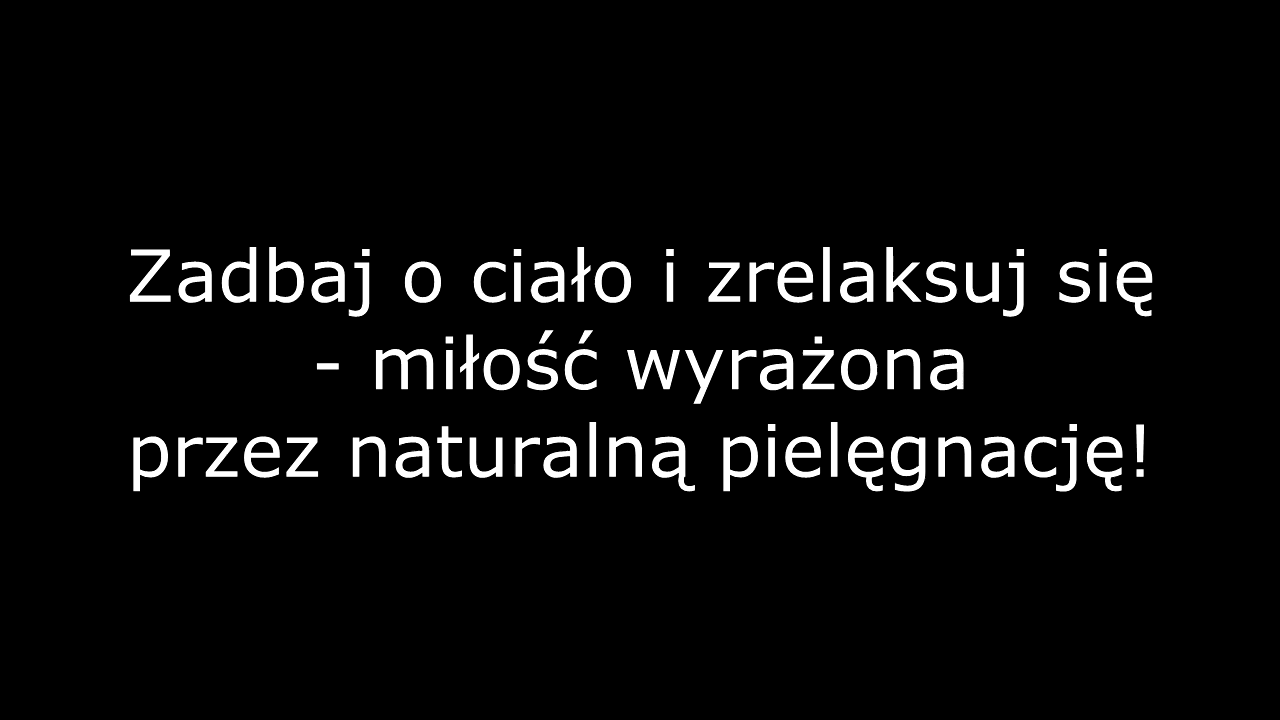 Zadbaj o ciało i zrelaksuj się
- miłość wyrażona
przez naturalną pielęgnację!